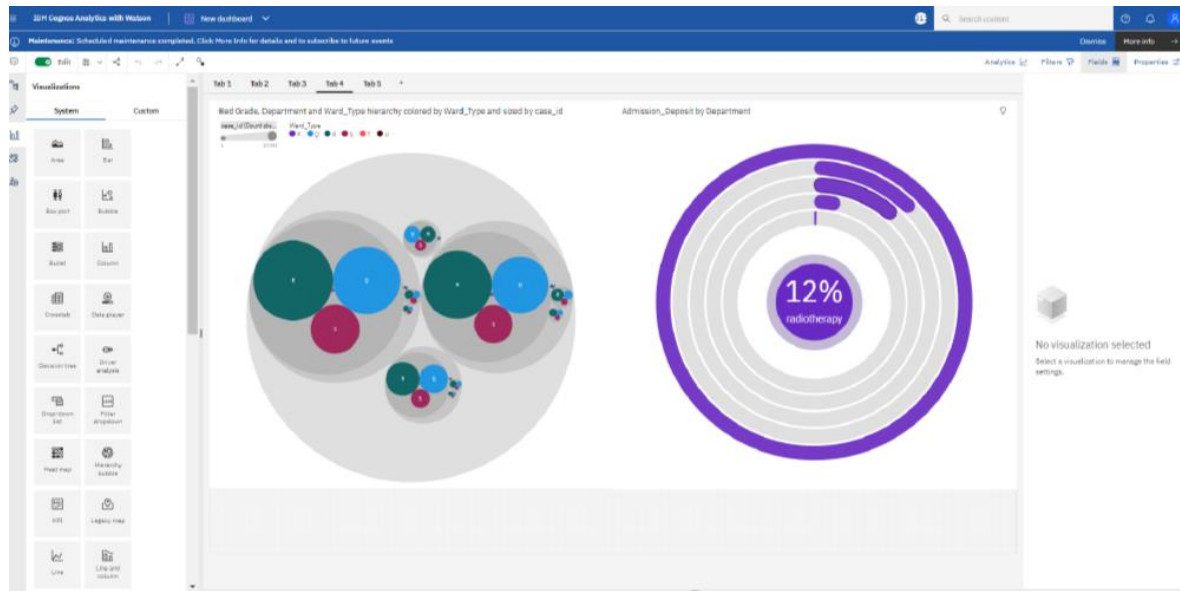 IBM Cognos Analytics with Watson
New dashboard
Search content
Maintenance: Scheduled maintenance completed. Click More Info for details and to subscribe to future events
Dismiss
More info
Edit
Analytics
Filters
Fields
Properties
Visualizations
System
Custom
Area
Bar
Box plot
Bubble
Bullet
Column
Crosstab
Data player
Decision tree
Driver analysis
Dropdown list
Filter dropdown
Heat map
Hierarchy bubble
KPI
Legacy map
Line
Line and column
Tab 1
Tab 2
Tab 3
Tab 4
Tab 5
Bed Grade, Department and Ward_Type hierarchy colored by Ward_Type and sized by case_id
case_id (Count dis...
Ward_Type
Admission_Deposit by Department
12%
radiotherapy
No visualization selected
Select a visualization to manage the field
settings.